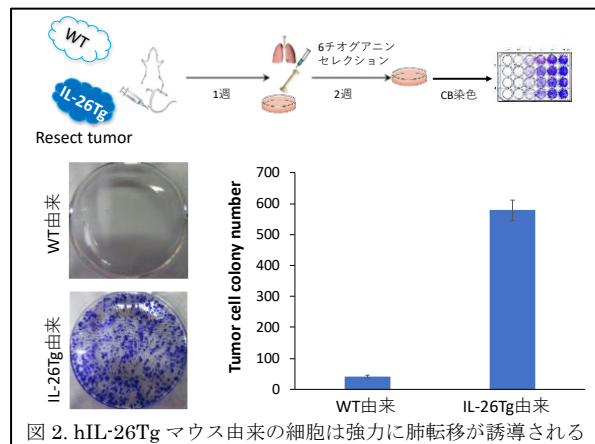 WT
IL-26Tg
Resect tumor
1週
6チオグアニン
セレクション
2週
CB染色
WT由来
IL-26Tg由来
Tumor cell colony number
700
600
500
400
300
200
100
0
WT由来
IL-26Tg由来
図 2. hIL-26Tg マウス由来の細胞は強力に肺転移が誘導される